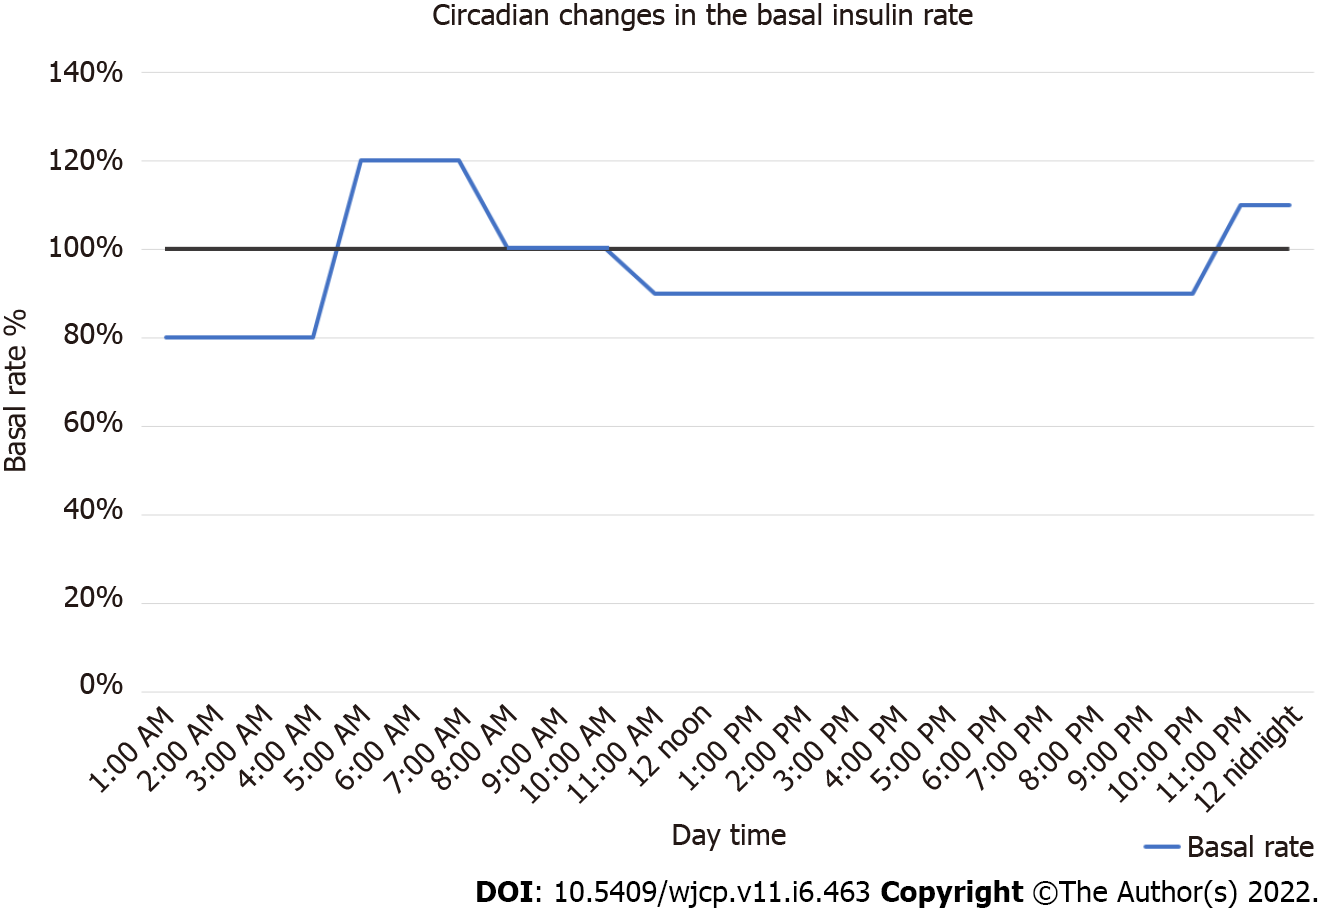 Circadian changes in the basal insulin rate
140%
120%
100%
80%
60%
40%
20%
0%
Basal rate %
1:00 AM
2:00 AM
3:00 AM
4:00 AM
5:00 AM
6:00 AM
7:00 AM
8:00 AM
9:00 AM
10:00 AM
11:00 AM
12 noon
1:00 PM
2:00 PM
3:00 PM
4:00 PM
5:00 PM
6:00 PM
7:00 PM
8:00 PM
9:00 PM
10:00 PM
11:00 PM
12 nidnight
Day time
Basal rate
DOI: 10.5409/wjcp.v11.i6.463 Copyright ©The Author(s) 2022.